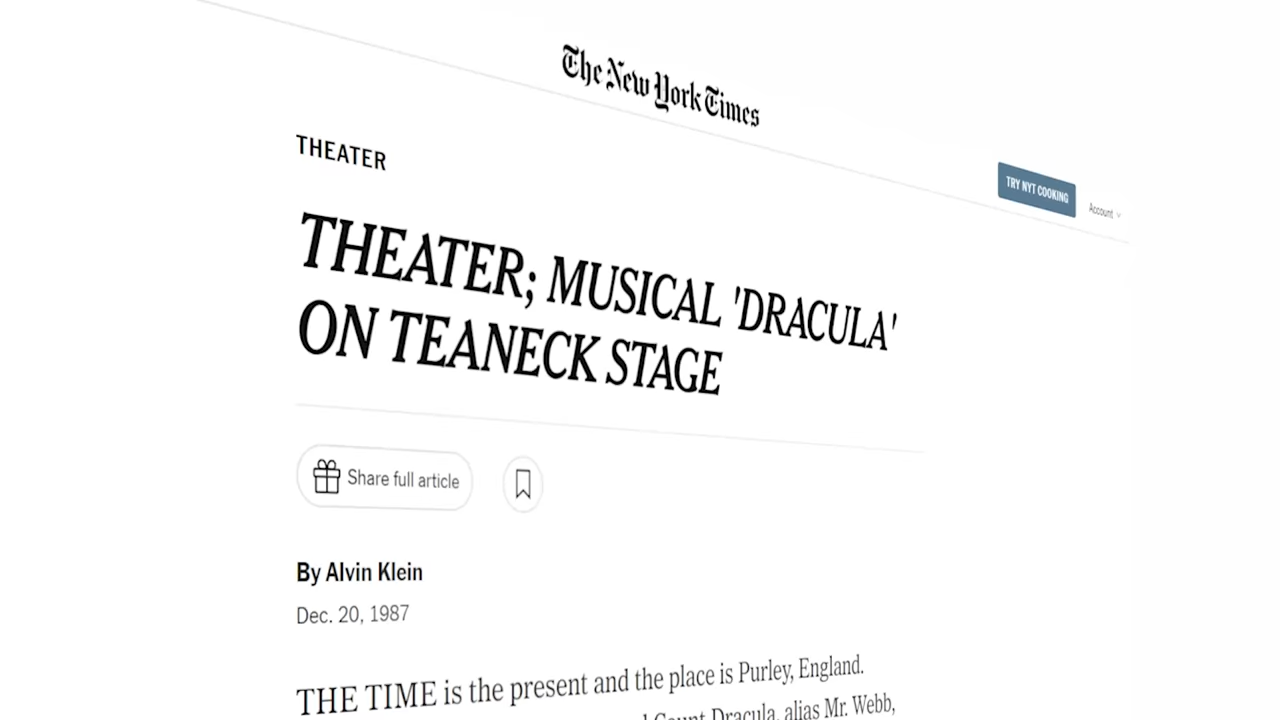 The New York Times
TRY NYT COOKING
Account
THEATER
THEATER; MUSICAL 'DRACULA'
ON TEANECK STAGE
Share full article
By Alvin Klein
Dec. 20, 1987
THE TIME is the present and the place is Purley, England.
Count Dracula, alias Mr. Webb,